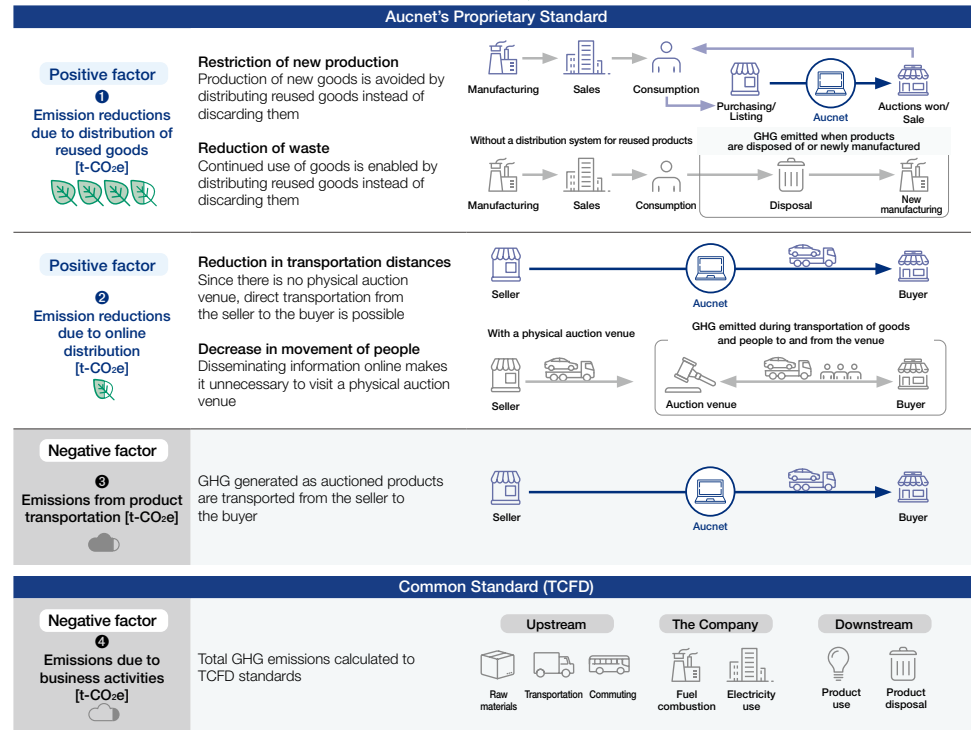 Aucnet's Proprietary Standard
Positive factor
❶
Emission reductions
due to distribution of
reused goods
[t-CO₂e]
Restriction of new production
Production of new goods is avoided by
distributing reused goods instead of
discarding them
Reduction of waste
Continued use of goods is enabled by
distributing reused goods instead of
discarding them
Manufacturing
Sales
Consumption
Purchasing/
Listing
Aucnet
Auctions won/
Sale
Without a distribution system for reused products
GHG emitted when products
are disposed of or newly manufactured
Manufacturing
Sales
Consumption
Disposal
New
manufacturing
Positive factor
❷
Emission reductions
due to online
distribution
[t-CO₂e]
Reduction in transportation distances
Since there is no physical auction
venue, direct transportation from
the seller to the buyer is possible
Decrease in movement of people
Disseminating information online makes
it unnecessary to visit a physical auction
venue
Seller
Aucnet
Buyer
With a physical auction venue
GHG emitted during transportation of goods
and people to and from the venue
Seller
Auction venue
Buyer
Negative factor
❸
Emissions from product
transportation [t-CO₂e]
GHG generated as auctioned products
are transported from the seller to
the buyer
Seller
Aucnet
Buyer
Common Standard (TCFD)
Negative factor
❹
Emissions due to
business activities
[t-CO₂e]
Total GHG emissions calculated to
TCFD standards
Upstream
Raw
materials
Transportation
Commuting
The Company
Fuel
combustion
Electricity
use
Downstream
Product
use
Product
disposal